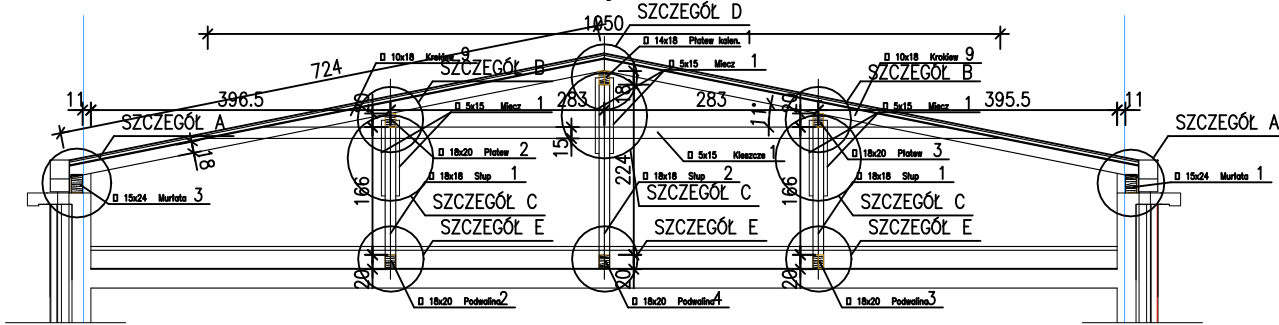 SZCZEGÓŁ D
1050
□ 14x18 Płatew kalen. 1
□ 10x18 Krokiew 9
□ 10x18 Krokiew 9
724
SZCZEGÓŁ B
□ 5x15 Miecz 1
SZCZEGÓŁ B
11
396.5
20
283
18
283
20
395.5
11
□ 5x15 Miecz 1
11°
□ 5x15 Miecz 1
SZCZEGÓŁ A
SZCZEGÓŁ A
18
15
□ 18x20 Płatew 2
□ 5x15 Kleszcze 1
□ 18x20 Płatew 3
□ 18x18 Słup 1
224
□ 18x18 Słup 2
□ 18x18 Słup 1
□ 15x24 Murłata 3
166
SZCZEGÓŁ C
SZCZEGÓŁ C
166
SZCZEGÓŁ C
□ 15x24 Murłata 1
SZCZEGÓŁ E
SZCZEGÓŁ E
SZCZEGÓŁ E
20
20
20
□ 18x20 Podwalina 2
□ 18x20 Podwalina 4
□ 18x20 Podwalina 3